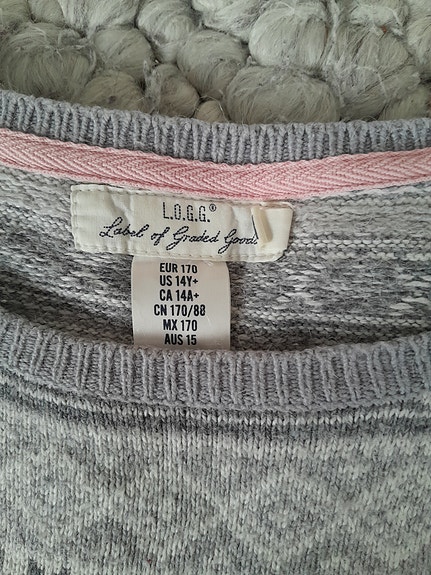 L.O.G.G.®
Label of Graded Goods
EUR 170
US 14Y+
CA 14A+
CN 170/88
MX 170
AUS 15